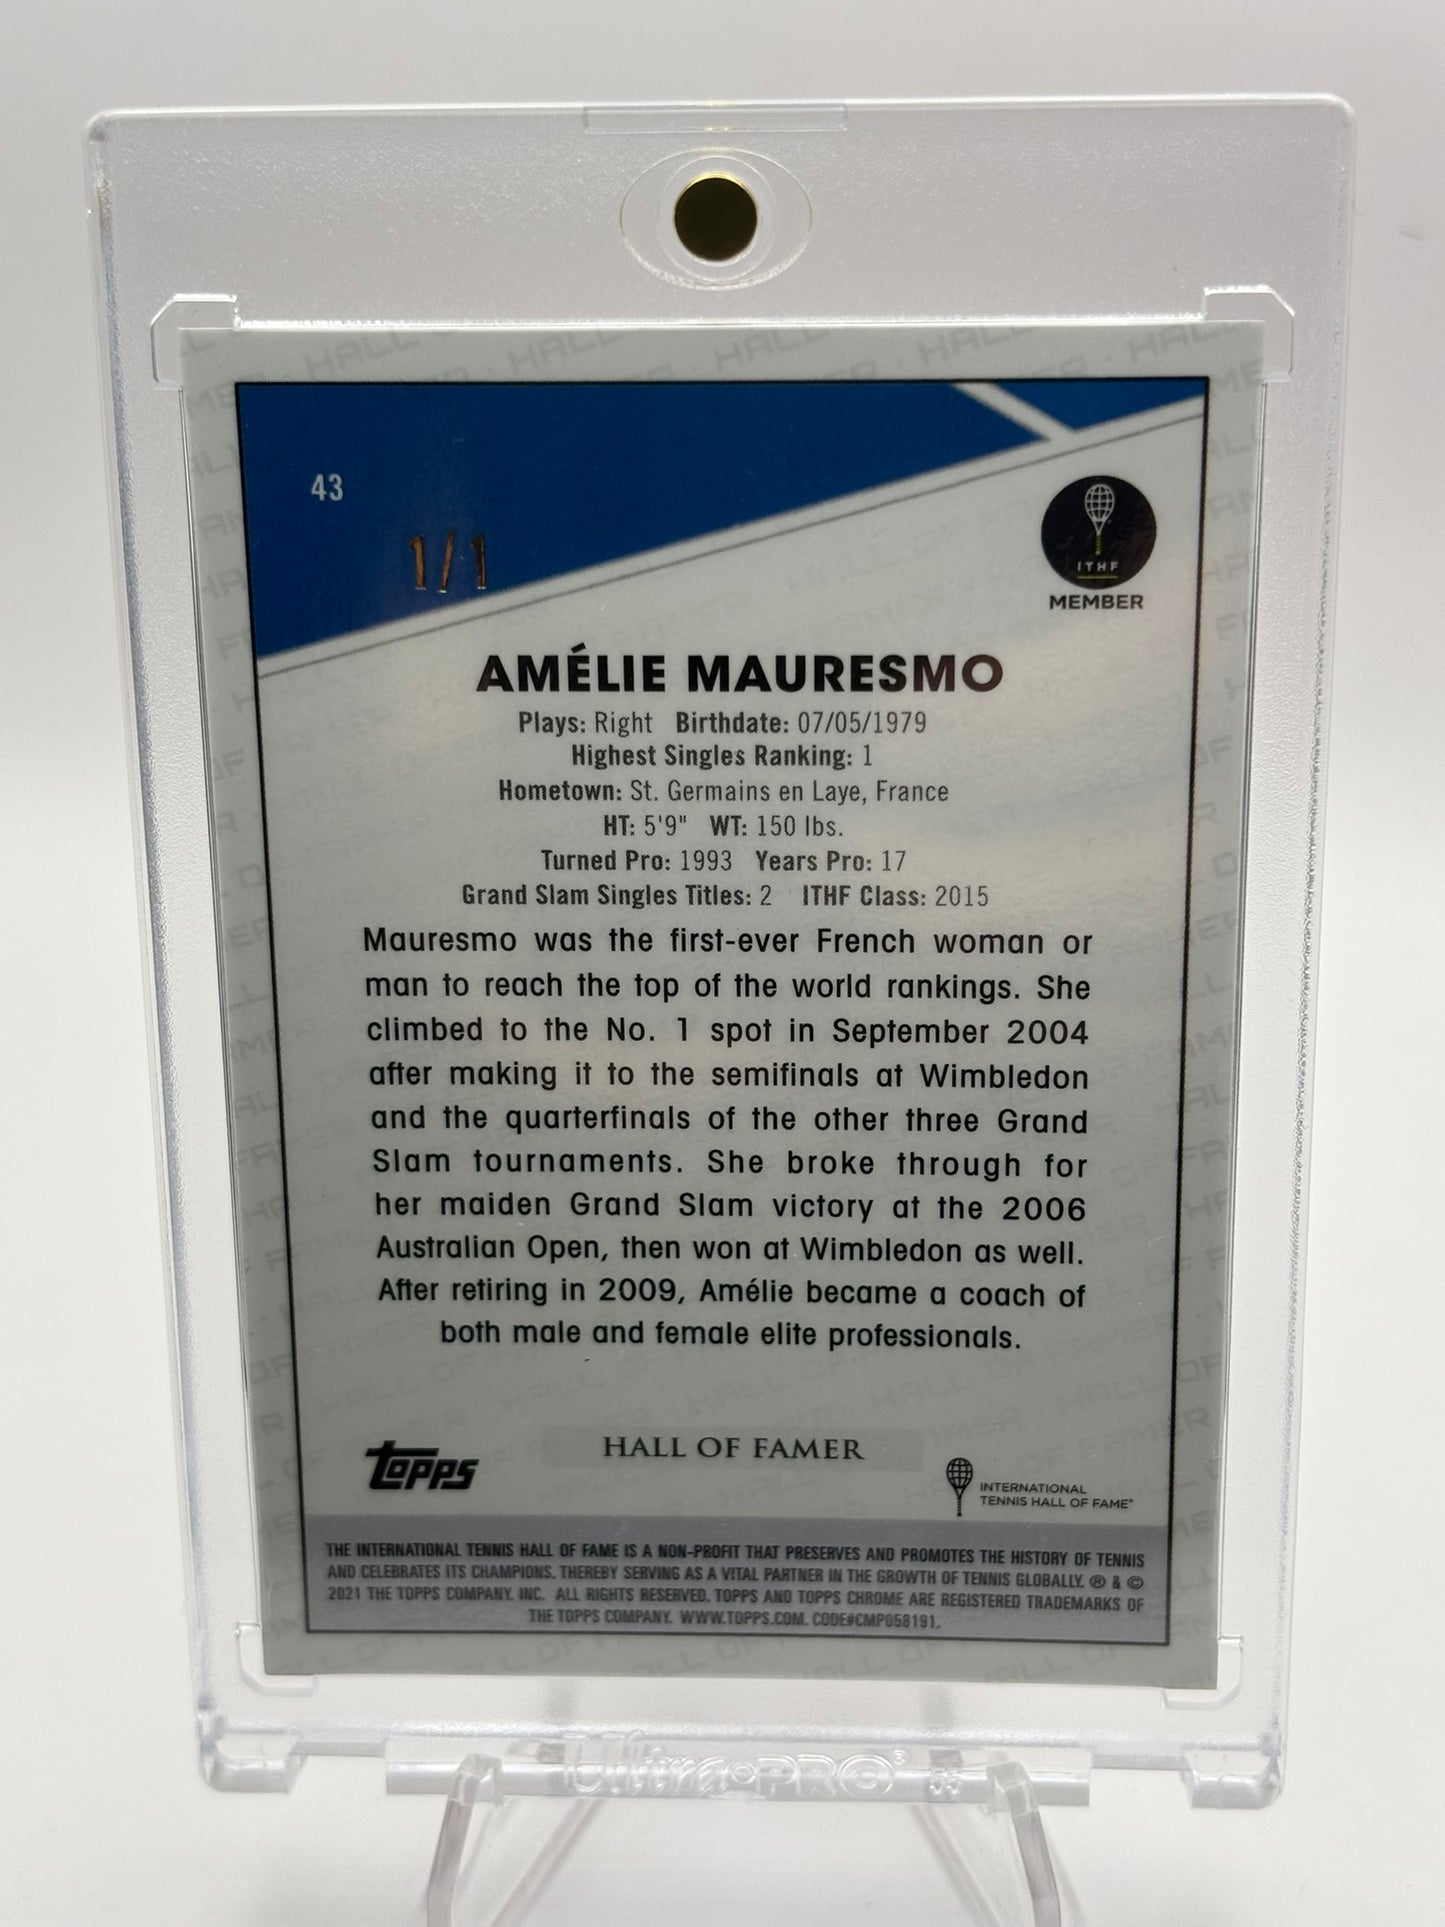 43
1/1
ITHF
MEMBER
AMÉLIE MAURESMO
Plays: Right Birthdate: 07/05/1979
Highest Singles Ranking: 1
Hometown: St. Germains en Laye, France
HT: 5'9" WT: 150 lbs.
Turned Pro: 1993 Years Pro: 17
Grand Slam Singles Titles: 2 ITHF Class: 2015
Mauresmo was the first-ever French woman or
man to reach the top of the world rankings. She
climbed to the No. 1 spot in September 2004
after making it to the semifinals at Wimbledon
and the quarterfinals of the other three Grand
Slam tournaments. She broke through for
her maiden Grand Slam victory at the 2006
Australian Open, then won at Wimbledon as well.
After retiring in 2009, Amélie became a coach of
both male and female elite professionals.
Topps
HALL OF FAMER
INTERNATIONAL
TENNIS HALL OF FAME
THE INTERNATIONAL TENNIS HALL OF FAME IS A NON-PROFIT THAT PRESERVES AND PROMOTES THE HISTORY OF TENNIS
AND CELEBRATES ITS CHAMPIONS. THEREBY SERVING AS A VITAL PARTNER IN THE GROWTH OF TENNIS GLOBALLY. ® & ©
2021 THE TOPPS COMPANY, INC. ALL RIGHTS RESERVED. TOPPS AND TOPPS CHROME ARE REGISTERED TRADEMARKS OF
THE TOPPS COMPANY. WWW.TOPPS.COM. CODE#CMP058191.
Ultra·PRO